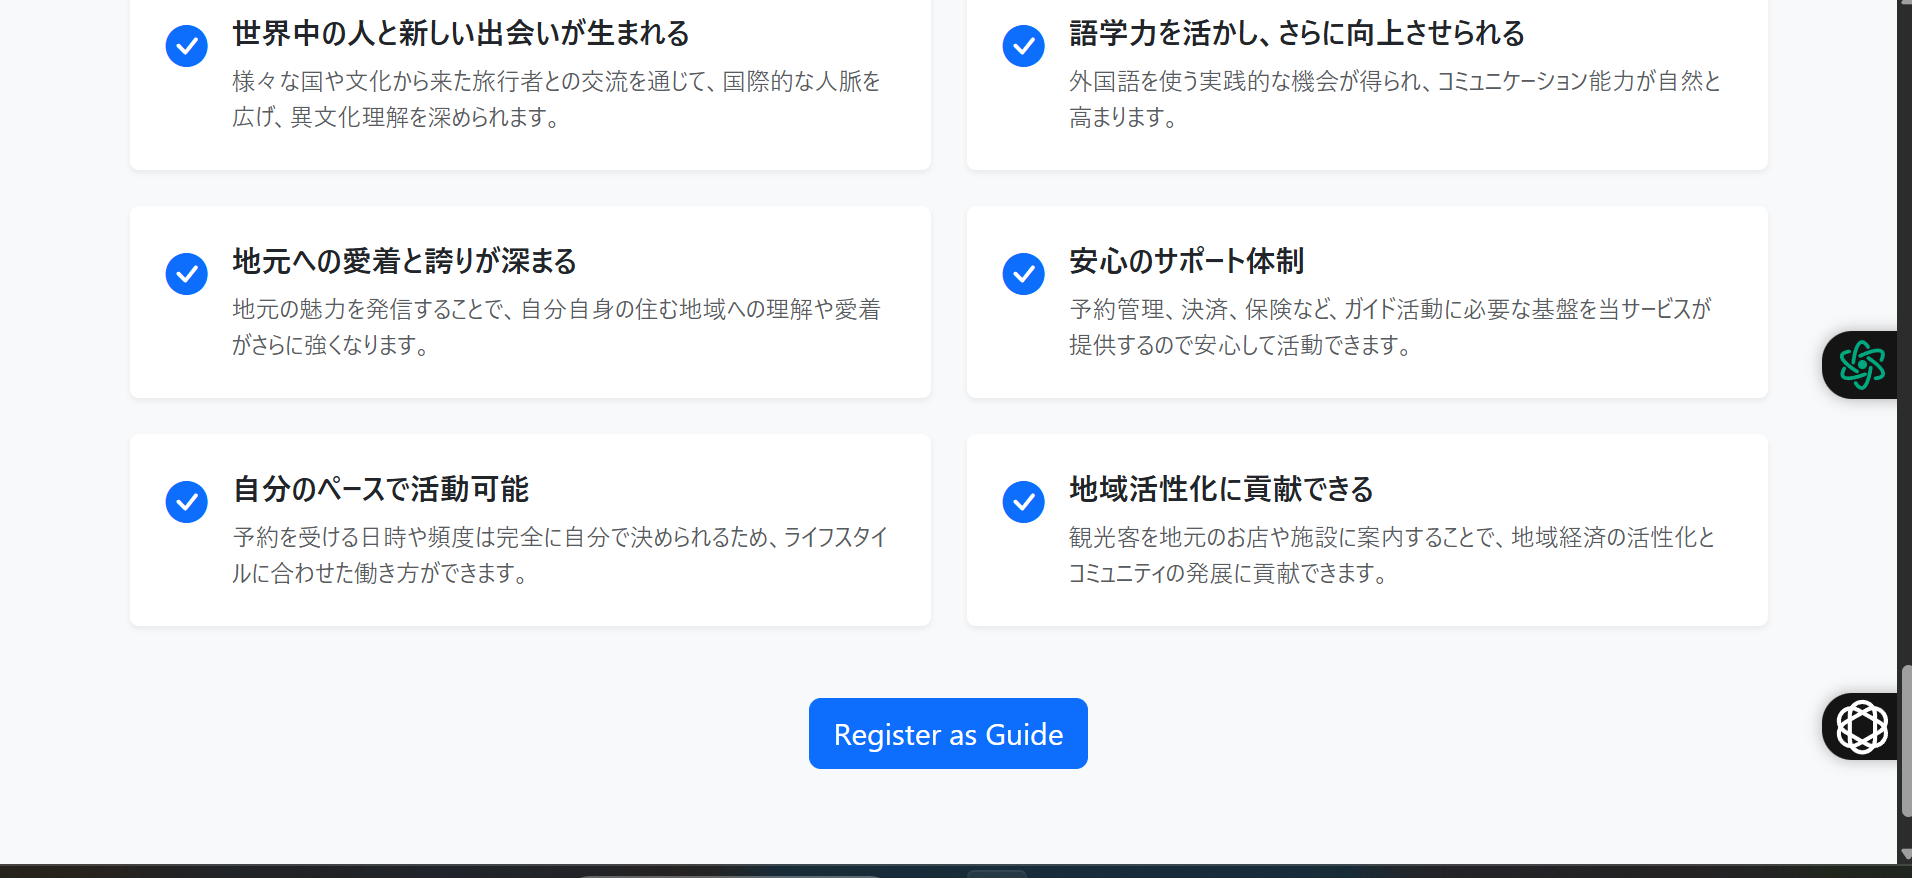 世界中の人と新しい出会いが生まれる
様々な国や文化から来た旅行者との交流を通じて、国際的な人脈を
広げ、異文化理解を深められます。
語学力を活かし、さらに向上させられる
外国語を使う実践的な機会が得られ、コミュニケーション能力が自然と
高まります。
地元への愛着と誇りが深まる
地元の魅力を発信することで、自分自身の住む地域への理解や愛着
がさらに強くなります。
安心のサポート体制
予約管理、決済、保険など、ガイド活動に必要な基盤を当サービスが
提供するので安心して活動できます。
自分のペースで活動可能
予約を受ける日時や頻度は完全に自分で決められるため、ライフスタイ
ルに合わせた働き方ができます。
地域活性化に貢献できる
観光客を地元のお店や施設に案内することで、地域経済の活性化と
コミュニティの発展に貢献できます。
Register as Guide